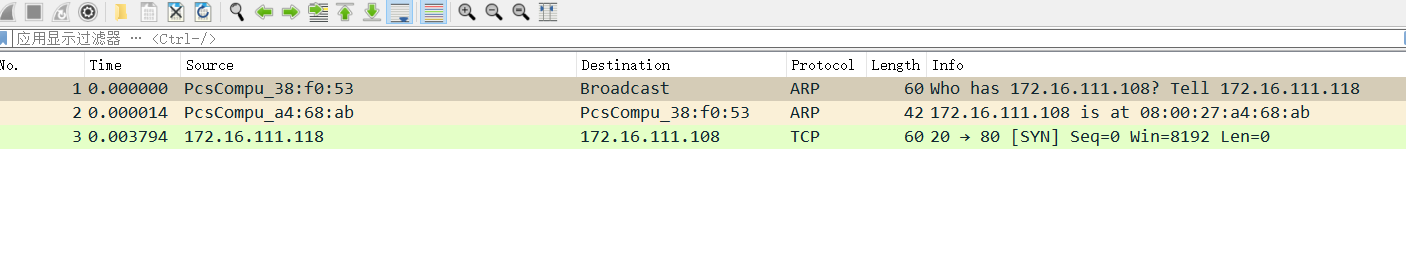 应用显示过滤器 … <Ctrl-/>
No. Time Source Destination Protocol Length Info
1 0.000000 PcsCompu_38:f0:53 Broadcast ARP 60 Who has 172.16.111.108? Tell 172.16.111.118
2 0.000014 PcsCompu_a4:68:ab PcsCompu_38:f0:53 ARP 42 172.16.111.108 is at 08:00:27:a4:68:ab
3 0.003794 172.16.111.118 172.16.111.108 TCP 60 20 → 80 [SYN] Seq=0 Win=8192 Len=0